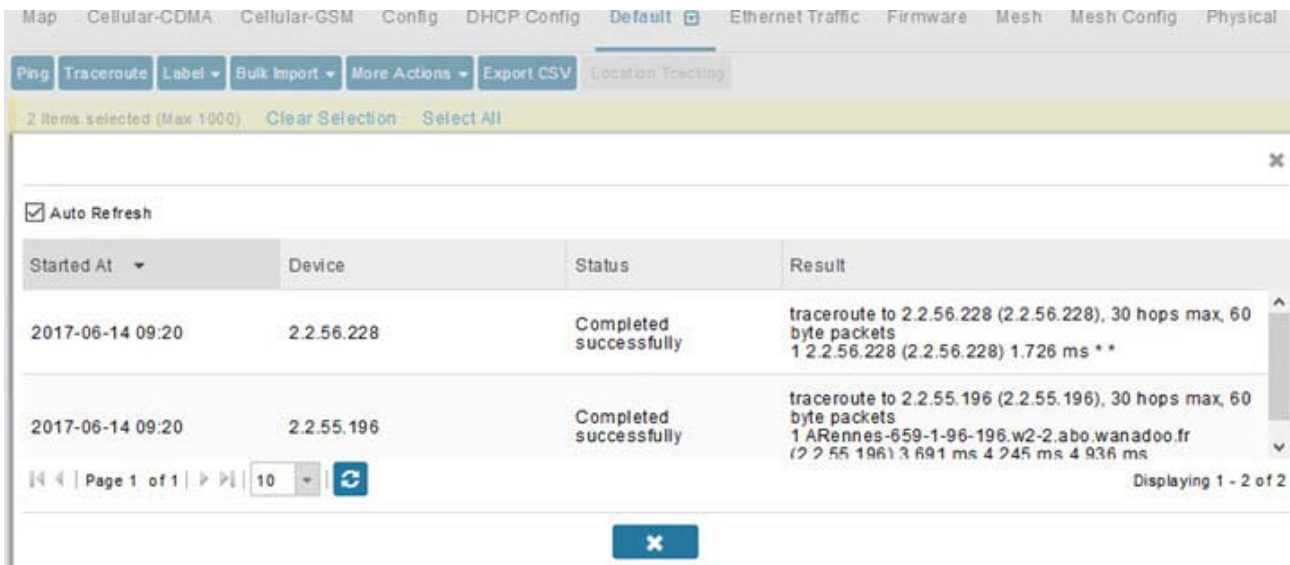 Map Cellular-CDMA Cellular-GSM Config DHCP Config Default Ethernet Traffic Firmware Mesh Mesh Config Physical
Ping Traceroute Label Bulk Import More Actions Export CSV Location Tracking
2 Items selected (Max 1000) Clear Selection Select All
Auto Refresh
Started At Device Status Result
2017-06-14 09:20 2.2.56.228 Completed successfully traceroute to 2.2.56.228 (2.2.56.228), 30 hops max, 60
byte packets
1 2.2.56.228 (2.2.56.228) 1.726 ms * *
2017-06-14 09:20 2.2.55.196 Completed successfully traceroute to 2.2.55.196 (2.2.55.196), 30 hops max, 60
byte packets
1 ARennes-659-1-96-196.w2-2.abo.wanadoo.fr
(2.2.55.196) 3.691 ms 4.245 ms 4.936 ms
Page 1 of 1 10 Displaying 1 - 2 of 2